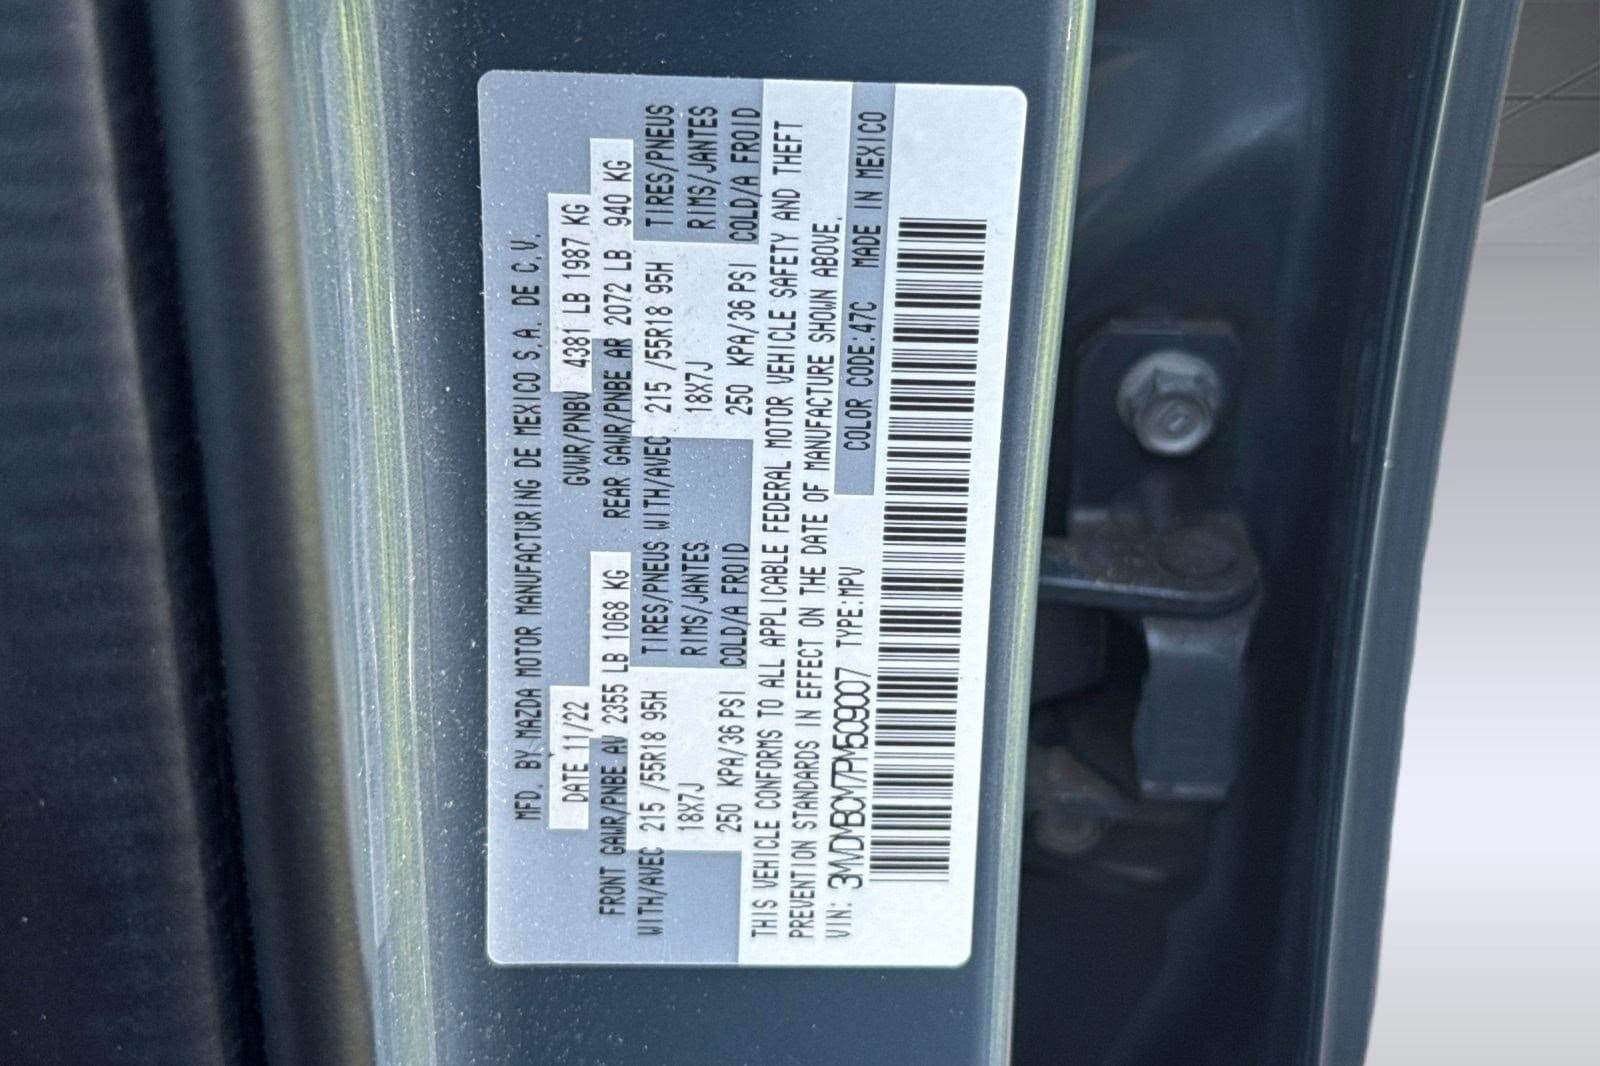 MFD. BY MAZDA MOTOR MANUFACTURING DE MEXICO S.A. DE C.V.
DATE 11/22 GVWR/PNBV 4381 LB 1987 KG
FRONT GAWR/PNBE AV 2355 LB 1068 KG REAR GAWR/PNBE AR 2072 LB 940 KG
WITH/AVEC 215 /55R18 95H TIRES/PNEUS WITH/AVEC 215 /55R18 95H TIRES/PNEUS
18X7J RIMS/JANTES 18X7J RIMS/JANTES
250 KPA/36 PSI COLD/A FROID 250 KPA/36 PSI COLD/A FROID
THIS VEHICLE CONFORMS TO ALL APPLICABLE FEDERAL MOTOR VEHICLE SAFETY AND THEFT
PREVENTION STANDARDS IN EFFECT ON THE DATE OF MANUFACTURE SHOWN ABOVE.
VIN: 3MVDMBCM7PM509007 TYPE:MPV COLOR CODE:47C MADE IN MEXICO